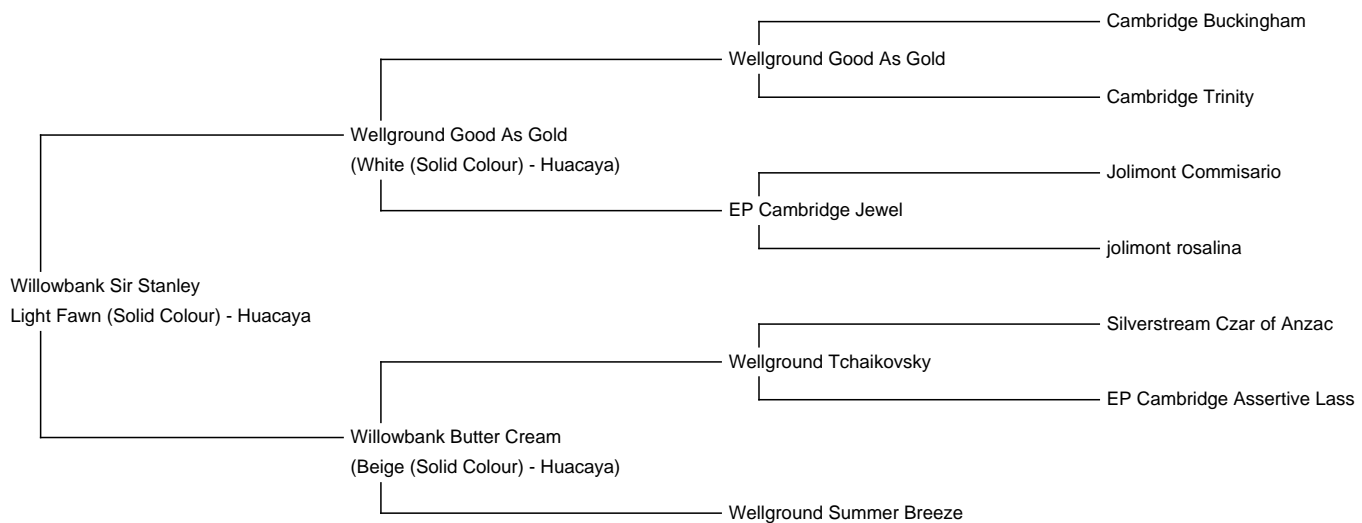 Cambridge Buckingham
Wellground Good As Gold
Cambridge Trinity
Wellground Good As Gold
(White (Solid Colour) - Huacaya)
Jolimont Commisario
EP Cambridge Jewel
jolimont rosalina
Willowbank Sir Stanley
Light Fawn (Solid Colour) - Huacaya
Silverstream Czar of Anzac
Wellground Tchaikovsky
EP Cambridge Assertive Lass
Willowbank Butter Cream
(Beige (Solid Colour) - Huacaya)
Wellground Summer Breeze